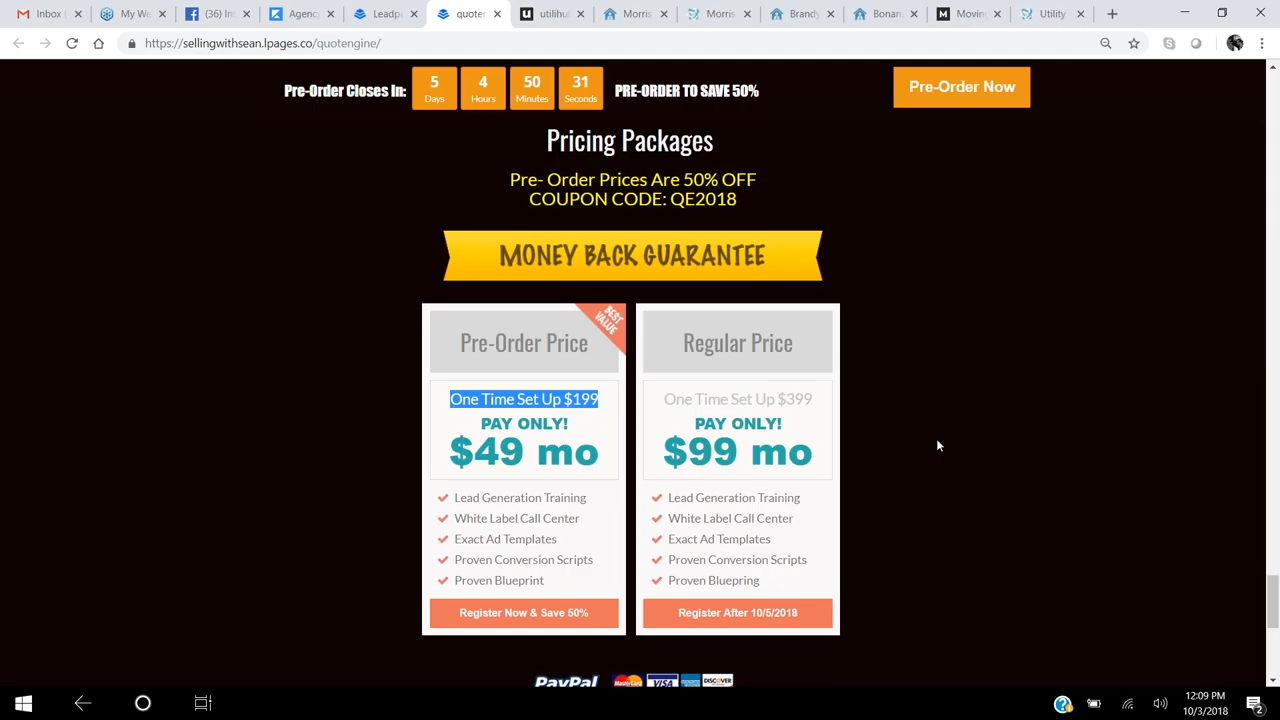 Inbox (
My We
(36) In
Agenc
Leadp
quoter
utilihu
Morris
Morris
Brandy
Bonan
Movin
Utility
https://sellingwithsean.lpages.co/quotengine/
Pre-Order Closes In:
5 4 50 31
Days Hours Minutes Seconds
PRE-ORDER TO SAVE 50%
Pre-Order Now
Pricing Packages
Pre- Order Prices Are 50% OFF
COUPON CODE: QE2018
MONEY BACK GUARANTEE
BEST
VALUE
Pre-Order Price
One Time Set Up $199
PAY ONLY!
$49 mo
Lead Generation Training
White Label Call Center
Exact Ad Templates
Proven Conversion Scripts
Proven Blueprint
Register Now & Save 50%
Regular Price
One Time Set Up $399
PAY ONLY!
$99 mo
Lead Generation Training
White Label Call Center
Exact Ad Templates
Proven Conversion Scripts
Proven Bluepring
Register After 10/5/2018
PayPal
MasterCard
VISA
DISCOVER
12:09 PM
10/3/2018
2